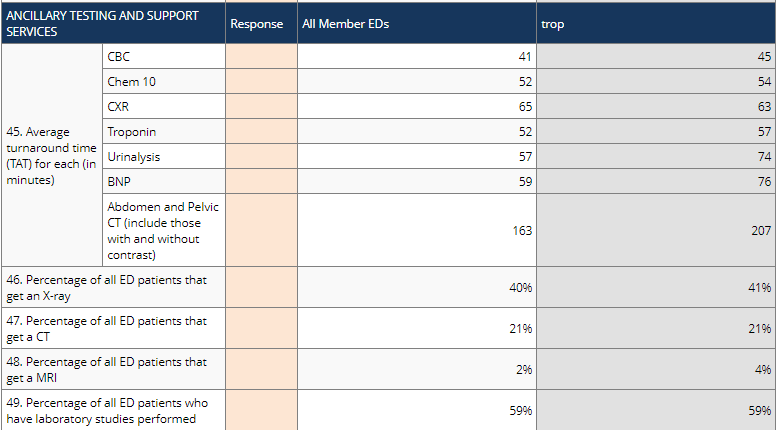 ANCILLARY TESTING AND SUPPORT
SERVICES
Response
All Member EDs
trop
45. Average
turnaround time
(TAT) for each (in
minutes)
CBC
41
45
Chem 10
52
54
CXR
65
63
Troponin
52
57
Urinalysis
57
74
BNP
59
76
Abdomen and Pelvic
CT (include those
with and without
contrast)
163
207
46. Percentage of all ED patients that
get an X-ray
40%
41%
47. Percentage of all ED patients that
get a CT
21%
21%
48. Percentage of all ED patients that
get a MRI
2%
4%
49. Percentage of all ED patients who
have laboratory studies performed
59%
59%